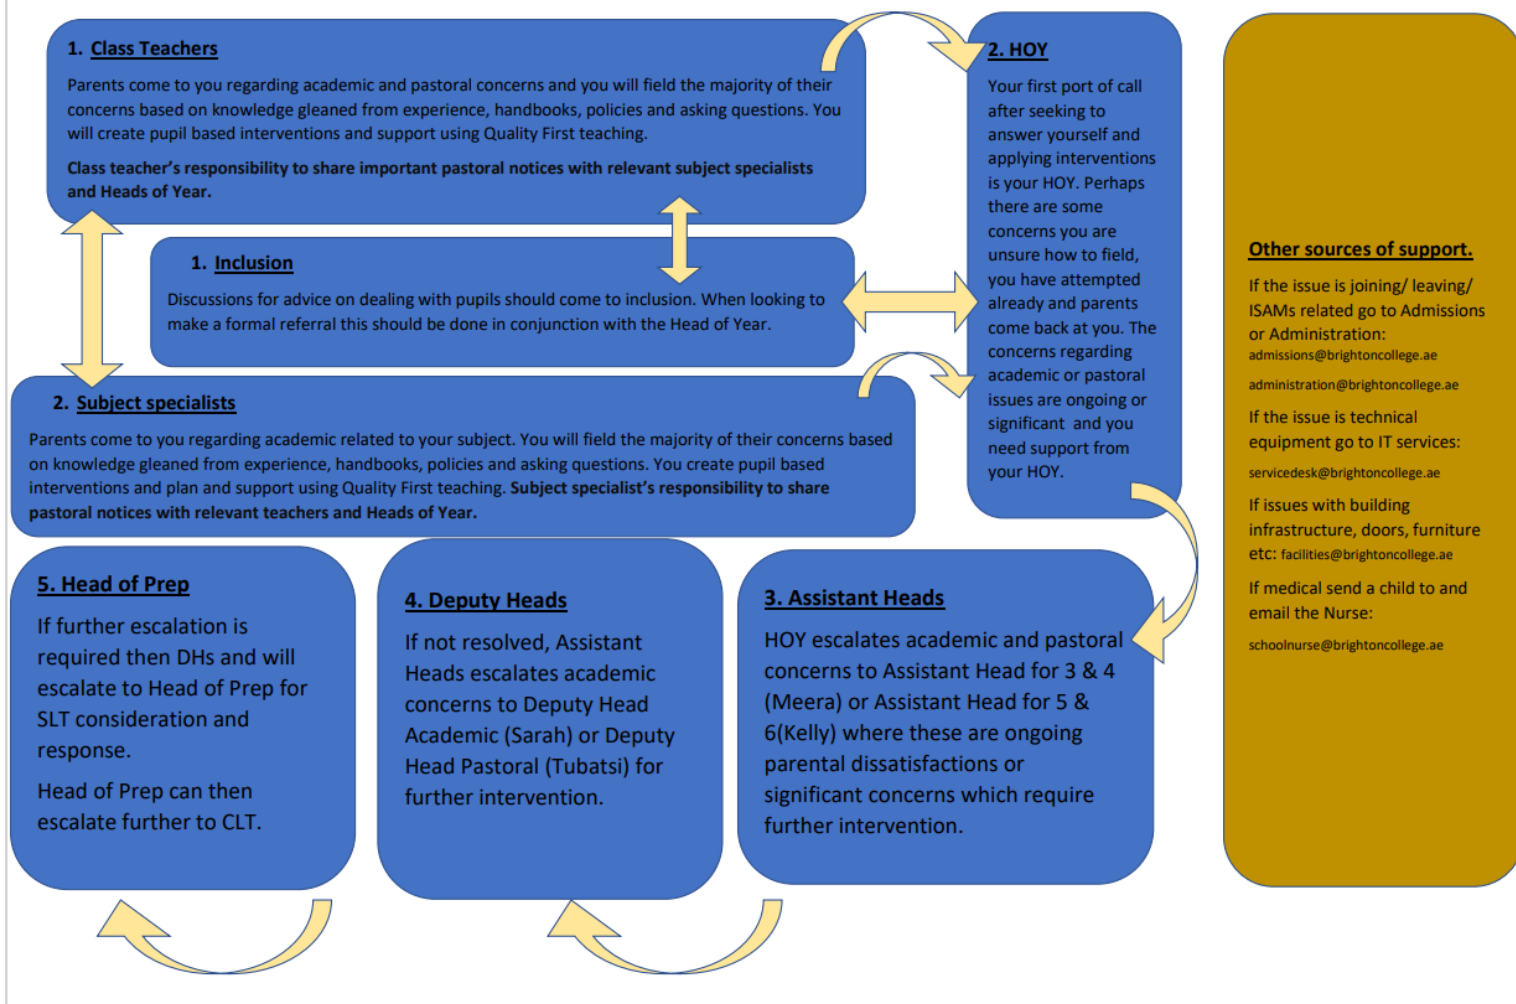 1. Class Teachers
Parents come to you regarding academic and pastoral concerns and you will field the majority of their
concerns based on knowledge gleaned from experience, handbooks, policies and asking questions. You
will create pupil based interventions and support using Quality First teaching.
Class teacher’s responsibility to share important pastoral notices with relevant subject specialists
and Heads of Year.
1. Inclusion
Discussions for advice on dealing with pupils should come to inclusion. When looking to
make a formal referral this should be done in conjunction with the Head of Year.
2. Subject specialists
Parents come to you regarding academic related to your subject. You will field the majority of their concerns based
on knowledge gleaned from experience, handbooks, policies and asking questions. You create pupil based
interventions and plan and support using Quality First teaching. Subject specialist’s responsibility to share
pastoral notices with relevant teachers and Heads of Year.
2. HOY
Your first port of call
after seeking to
answer yourself and
applying interventions
is your HOY. Perhaps
there are some
concerns you are
unsure how to field,
you have attempted
already and parents
come back at you. The
concerns regarding
academic or pastoral
issues are ongoing or
significant and you
need support from
your HOY.
3. Assistant Heads
HOY escalates academic and pastoral
concerns to Assistant Head for 3 & 4
(Meera) or Assistant Head for 5 &
6(Kelly) where these are ongoing
parental dissatisfactions or
significant concerns which require
further intervention.
4. Deputy Heads
If not resolved, Assistant
Heads escalates academic
concerns to Deputy Head
Academic (Sarah) or Deputy
Head Pastoral (Tubatsi) for
further intervention.
5. Head of Prep
If further escalation is
required then DHs and will
escalate to Head of Prep for
SLT consideration and
response.
Head of Prep can then
escalate further to CLT.
Other sources of support.
If the issue is joining/ leaving/
ISAMs related go to Admissions
or Administration:
admissions@brightoncollege.ae
administration@brightoncollege.ae
If the issue is technical
equipment go to IT services:
servicedesk@brightoncollege.ae
If issues with building
infrastructure, doors, furniture
etc: facilities@brightoncollege.ae
If medical send a child to and
email the Nurse:
schoolnurse@brightoncollege.ae